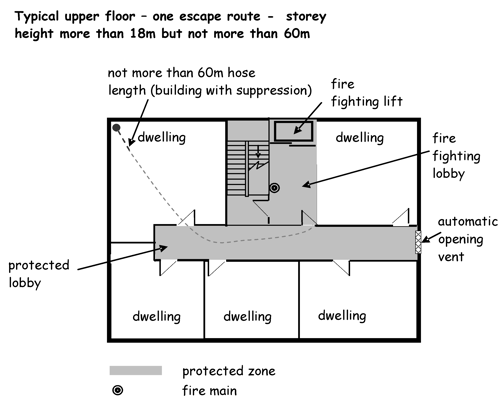 Typical upper floor – one escape route - storey
height more than 18m but not more than 60m
not more than 60m hose
length (building with suppression)
fire
fighting lift
dwelling
dwelling
fire
fighting
lobby
automatic
opening
vent
protected
lobby
dwelling
dwelling
dwelling
protected zone
fire main